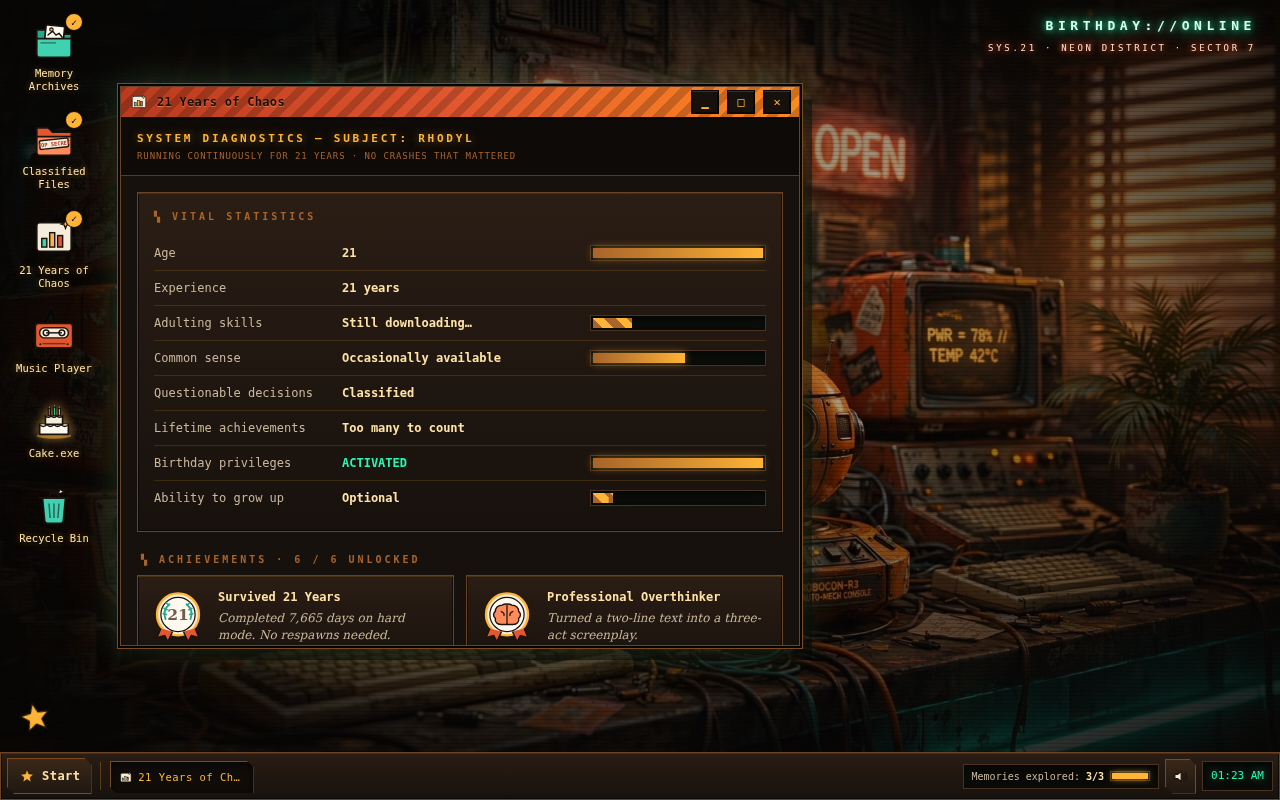 BIRTHDAY://ONLINE
SYS.21 · NEON DISTRICT · SECTOR 7
Memory
Archives
Classified
Files
21 Years of
Chaos
Music Player
Cake.exe
Recycle Bin
21 Years of Chaos
SYSTEM DIAGNOSTICS — SUBJECT: RHODYL
RUNNING CONTINUOUSLY FOR 21 YEARS · NO CRASHES THAT MATTERED
VITAL STATISTICS
Age 21
Experience 21 years
Adulting skills Still downloading…
Common sense Occasionally available
Questionable decisions Classified
Lifetime achievements Too many to count
Birthday privileges ACTIVATED
Ability to grow up Optional
ACHIEVEMENTS · 6 / 6 UNLOCKED
21
Survived 21 Years
Completed 7,665 days on hard
mode. No respawns needed.
Professional Overthinker
Turned a two-line text into a three-
act screenplay.
OPEN
PWR = 78% //
TEMP 42°C
OBOCON-R3
AUTO-MECH CONSOLE
Start
21 Years of Ch…
Memories explored: 3/3
01:23 AM